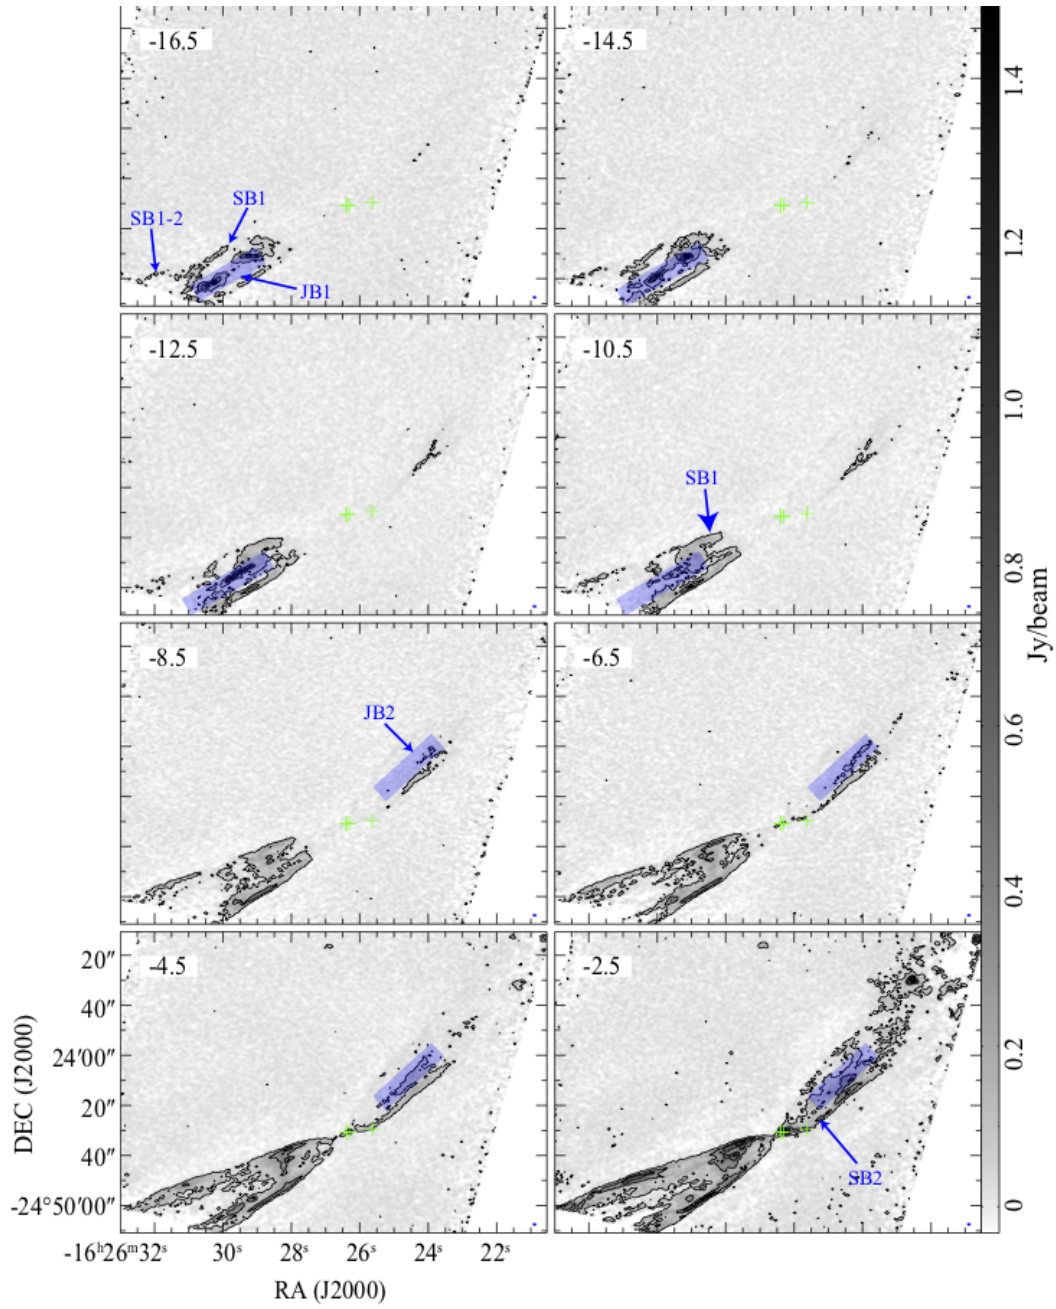 -16.5
-14.5
SB1
SB1-2
JB1
-12.5
-10.5
SB1
-8.5
-6.5
JB2
-4.5
-2.5
SB2
20″
40″
24′00″
20″
40″
-24°50′00″
DEC (J2000)
-16ʰ26ᵐ32ˢ
30ˢ
28ˢ
26ˢ
24ˢ
22ˢ
RA (J2000)
1.4
1.2
1.0
0.8
0.6
0.4
0.2
0
Jy/beam